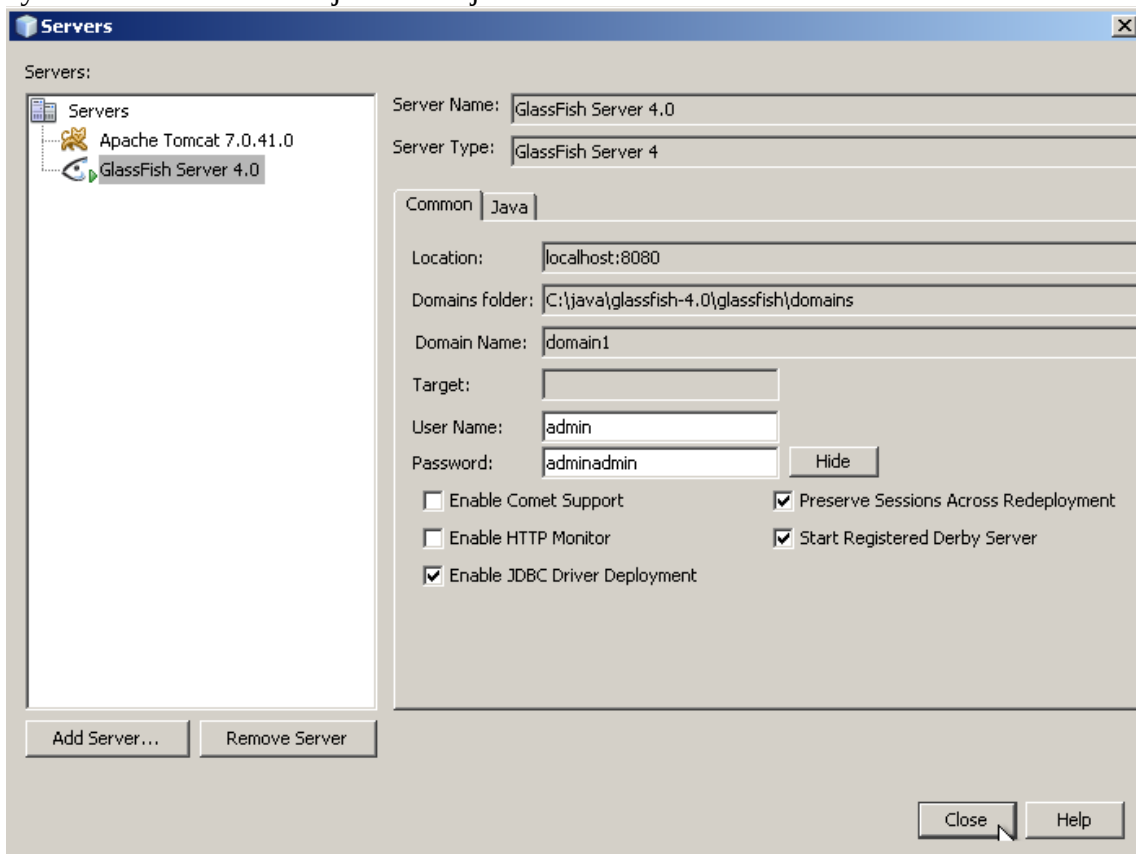 Servers
Servers:
Servers
Apache Tomcat 7.0.41.0
GlassFish Server 4.0
Add Server...
Remove Server
Server Name: GlassFish Server 4.0
Server Type: GlassFish Server 4
Common Java
Location: localhost:8080
Domains folder: C:\java\glassfish-4.0\glassfish\domains
Domain Name: domain1
Target:
User Name: admin
Password: adminadmin Hide
Enable Comet Support Preserve Sessions Across Redeployment
Enable HTTP Monitor Start Registered Derby Server
Enable JDBC Driver Deployment
Close Help